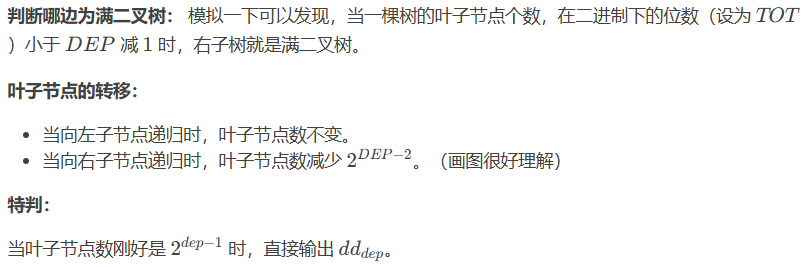 判断哪边为满二叉树： 模拟一下可以发现，当一棵树的叶子节点个数，在二进制下的位数（设为 TOT
）小于 DEP 减 1 时，右子树就是满二叉树。
叶子节点的转移：
• 当向左子节点递归时，叶子节点数不变。
• 当向右子节点递归时，叶子节点数减少 2^{DEP−2}。（画图很好理解）
特判：
当叶子节点数刚好是 2^{dep−1} 时，直接输出 dd_{dep}。